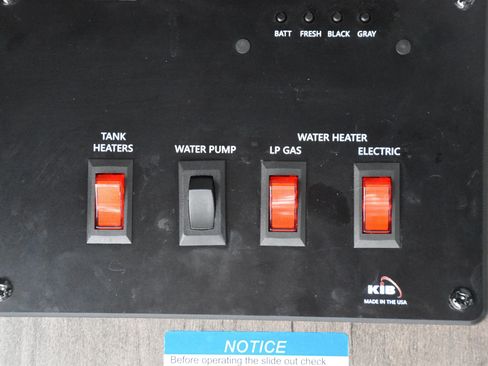 BATT FRESH BLACK GRAY
TANK
HEATERS
WATER PUMP
WATER HEATER
LP GAS ELECTRIC
KIB
MADE IN THE USA
NOTICE
Before operating the slide out check